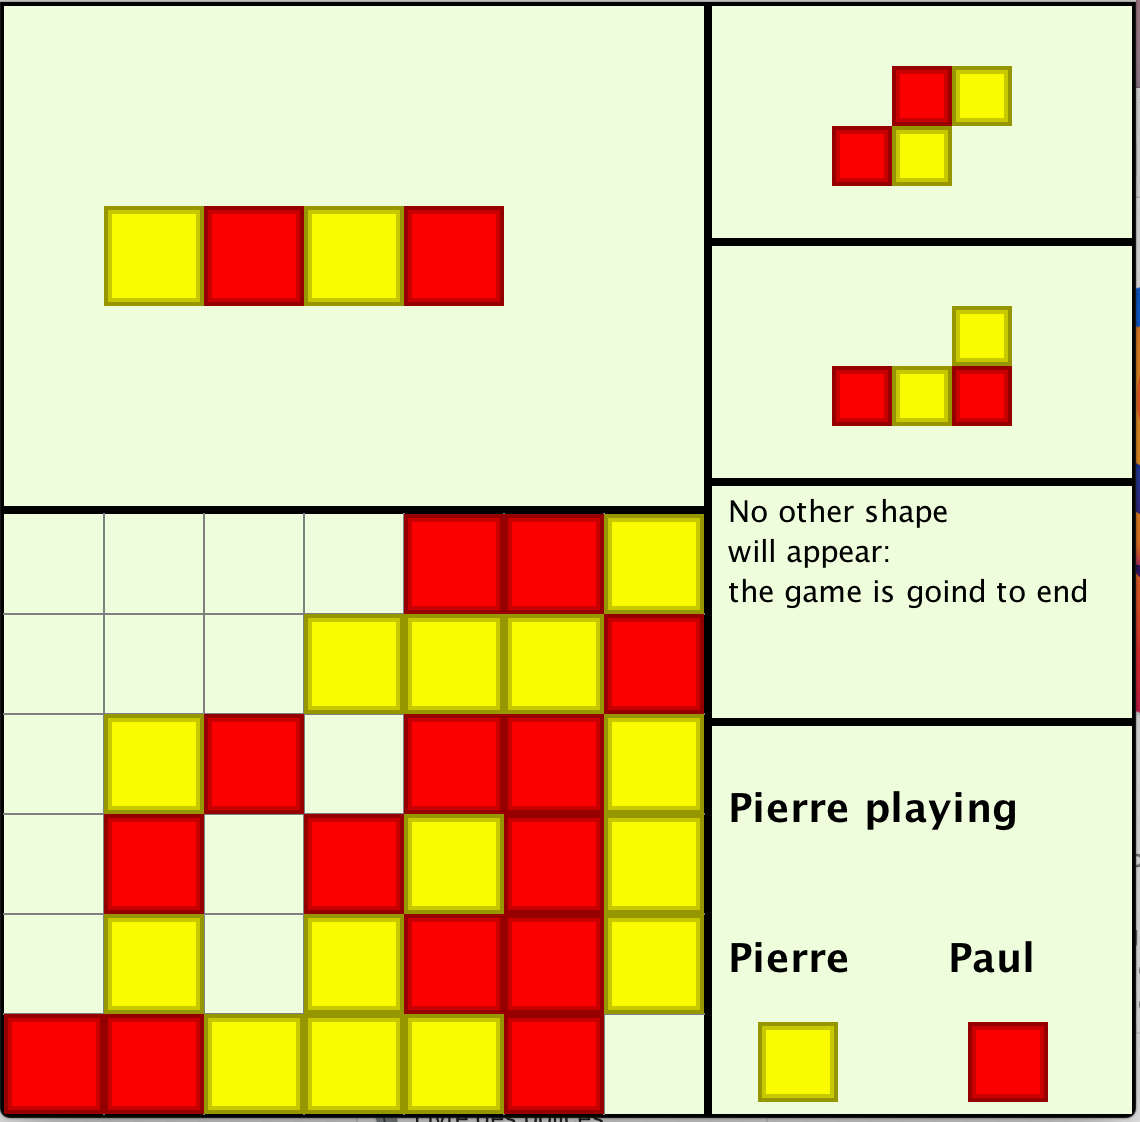 No other shape
will appear:
the game is goind to end
Pierre playing
Pierre Paul